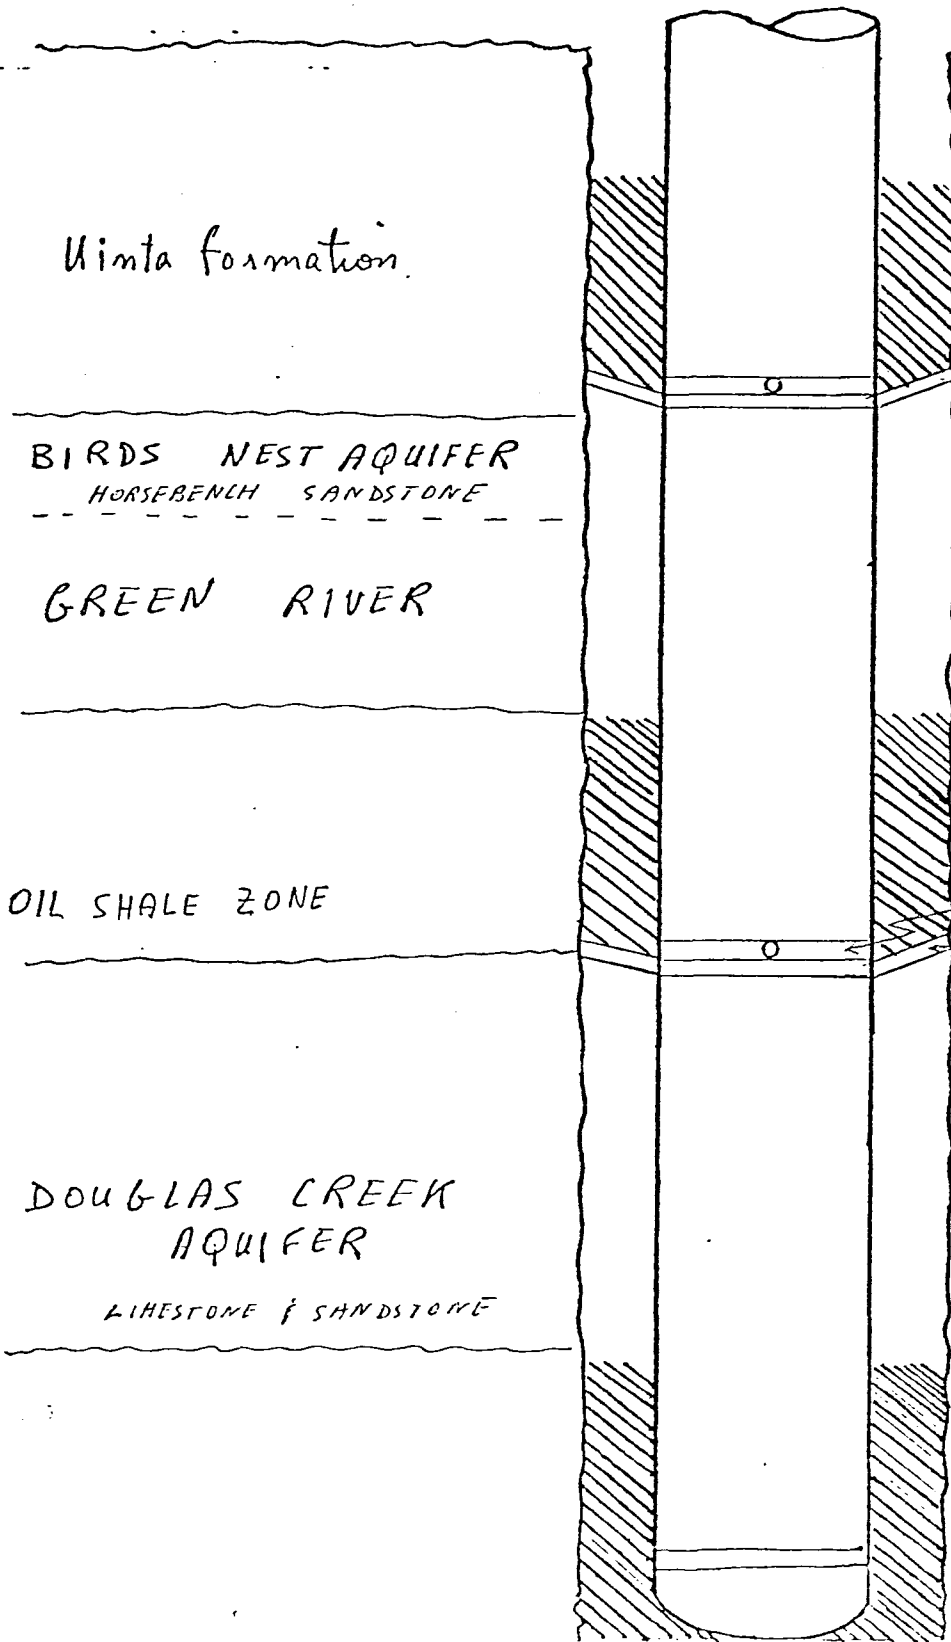 Uinta formation.
BIRDS NEST AQUIFER
HORSEBENCH SANDSTONE
GREEN RIVER
OIL SHALE ZONE
DOUGLAS CREEK
AQUIFER
LIMESTONE & SANDSTONE